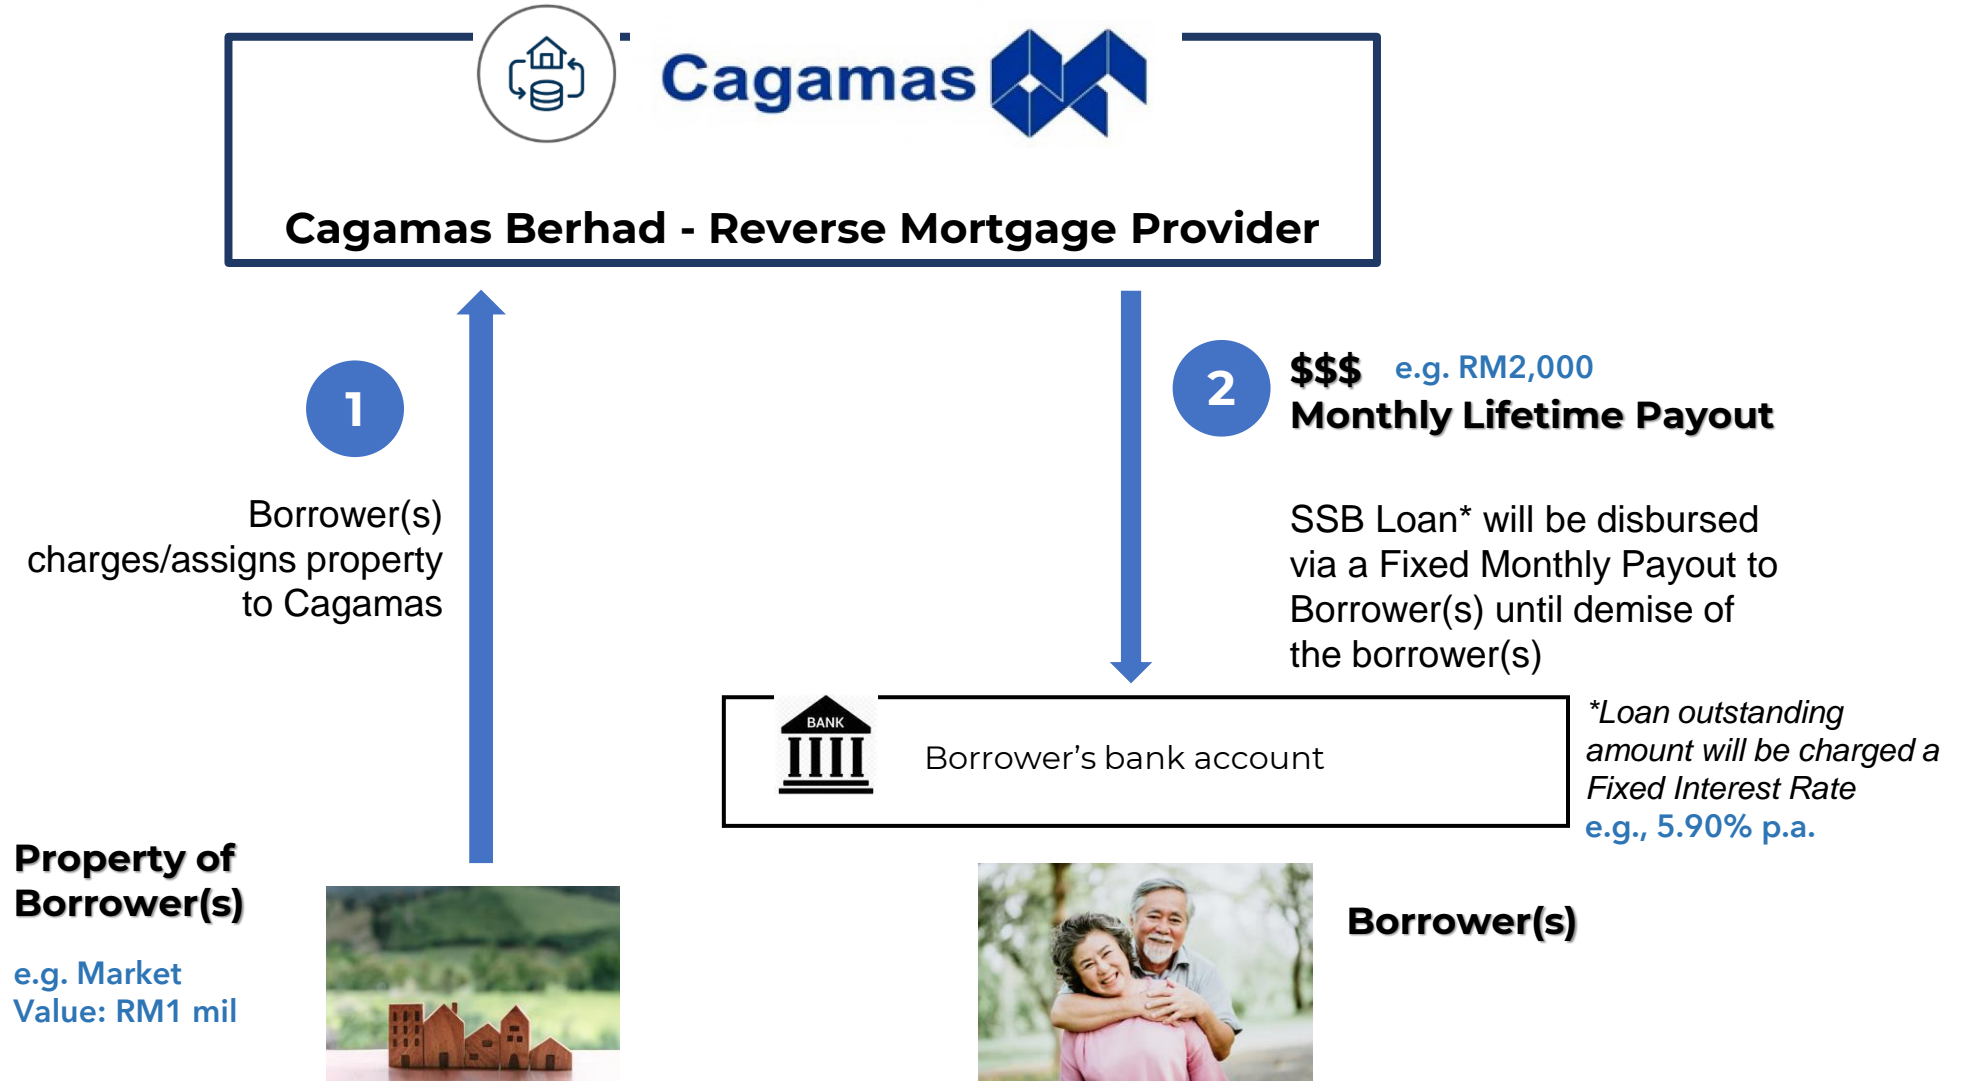 Cagamas
Cagamas Berhad - Reverse Mortgage Provider
1
Borrower(s)
charges/assigns property
to Cagamas
2
$$$ e.g. RM2,000
Monthly Lifetime Payout
SSB Loan* will be disbursed
via a Fixed Monthly Payout to
Borrower(s) until demise of
the borrower(s)
BANK
Borrower's bank account
*Loan outstanding
amount will be charged a
Fixed Interest Rate
e.g., 5.90% p.a.
Property of
Borrower(s)
e.g. Market
Value: RM1 mil
Borrower(s)